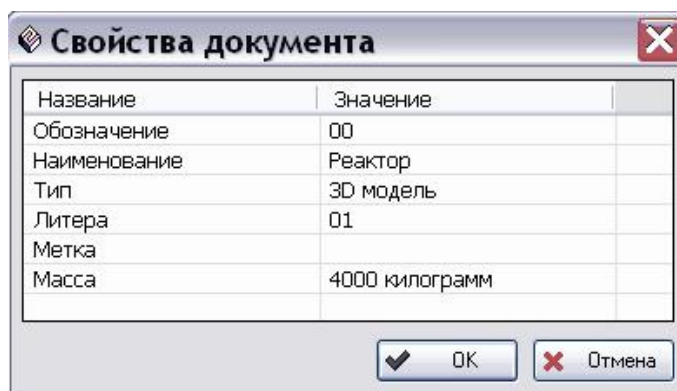 Свойства документа
Название Значение
Обозначение 00
Наименование Реактор
Тип 3D модель
Литера 01
Метка
Масса 4000 килограмм
OK Отмена